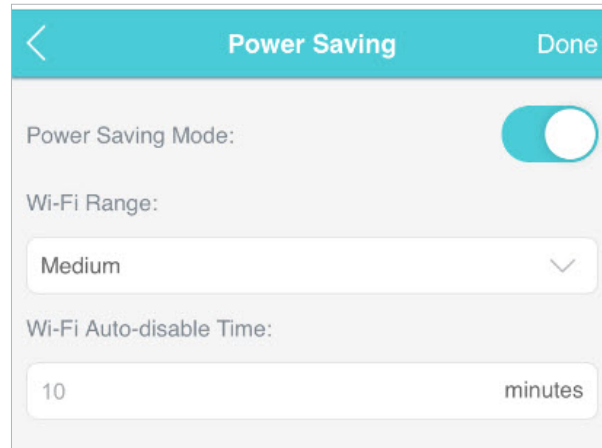 Power Saving Done
Power Saving Mode:
Wi-Fi Range:
Medium
Wi-Fi Auto-disable Time:
10 minutes